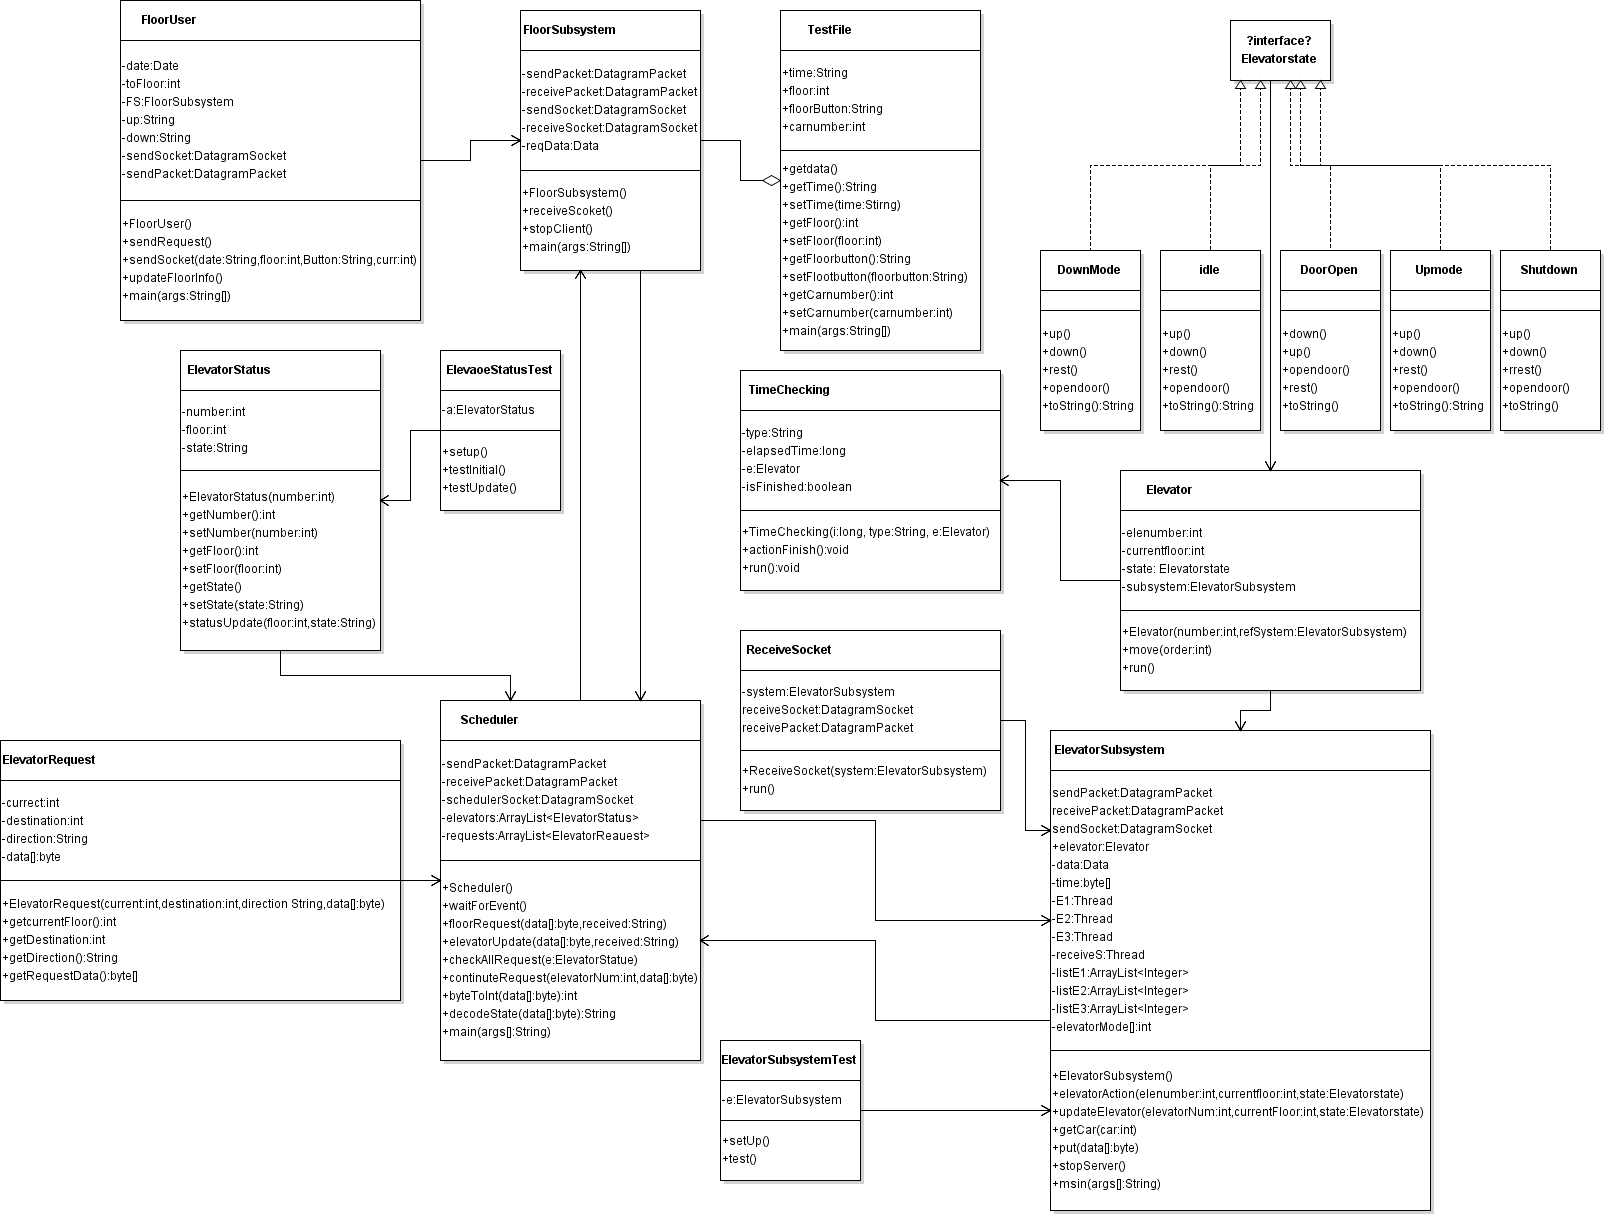 FloorUser
-date:Date
-toFloor:int
-FS:FloorSubsystem
-up:String
-down:String
-sendSocket:DatagramSocket
-sendPacket:DatagramPacket
+FloorUser()
+sendRequest()
+sendSocket(date:String,floor:int,Button:String,curr:int)
+updateFloorInfo()
+main(args:String[])
FloorSubsystem
-sendPacket:DatagramPacket
-receivePacket:DatagramPacket
-sendSocket:DatagramSocket
-receiveSocket:DatagramSocket
-reqData:Data
+FloorSubsystem()
+receiveScoket()
+stopClient()
+main(args:String[])
TestFile
+time:String
+floor:int
+floorButton:String
+carnumber:int
+getdata()
+getTime():String
+setTime(time:Stirng)
+getFloor():int
+setFloor(floor:int)
+getFloorbutton():String
+setFlootbutton(floorbutton:String)
+getCarnumber():int
+setCarnumber(carnumber:int)
+main(args:String[])
?interface?
Elevatorstate
DownMode
+up()
+down()
+rest()
+opendoor()
+toString():String
idle
+up()
+down()
+rest()
+opendoor()
+toString():String
DoorOpen
+down()
+up()
+opendoor()
+rest()
+toString()
Upmode
+up()
+down()
+rest()
+opendoor()
+toString():String
Shutdown
+up()
+down()
+rrest()
+opendoor()
+toString()
ElevatorStatus
-number:int
-floor:int
-state:String
+ElevatorStatus(number:int)
+getNumber():int
+setNumber(number:int)
+getFloor():int
+setFloor(floor:int)
+getState()
+setState(state:String)
+statusUpdate(floor:int,state:String)
ElevaoeStatusTest
-a:ElevatorStatus
+setup()
+testInitial()
+testUpdate()
TimeChecking
-type:String
-elapsedTime:long
-e:Elevator
-isFinished:boolean
+TimeChecking(i:long, type:String, e:Elevator)
+actionFinish():void
+run():void
Elevator
-elenumber:int
-currentfloor:int
-state: Elevatorstate
-subsystem:ElevatorSubsystem
+Elevator(number:int,refSystem:ElevatorSubsystem)
+move(order:int)
+run()
ReceiveSocket
-system:ElevatorSubsystem
receiveSocket:DatagramSocket
receivePacket:DatagramPacket
+ReceiveSocket(system:ElevatorSubsystem)
+run()
Scheduler
-sendPacket:DatagramPacket
-receivePacket:DatagramPacket
-schedulerSocket:DatagramSocket
-elevators:ArrayList<ElevatorStatus>
-requests:ArrayList<ElevatorReauest>
+Scheduler()
+waitForEvent()
+floorRequest(data[]:byte,received:String)
+elevatorUpdate(data[]:byte,received:String)
+checkAllRequest(e:ElevatorStatue)
+continuteRequest(elevatorNum:int,data[]:byte)
+byteToInt(data[]:byte):int
+decodeState(data[]:byte):String
+main(args[]:String)
ElevatorRequest
-currect:int
-destination:int
-direction:String
-data[]:byte
+ElevatorRequest(current:int,destination:int,direction String,data[]:byte)
+getcurrentFloor():int
+getDestination:int
+getDirection():String
+getRequestData():byte[]
ElevatorSubsystem
sendPacket:DatagramPacket
receivePacket:DatagramPacket
sendSocket:DatagramSocket
+elevator:Elevator
-data:Data
-time:byte[]
-E1:Thread
-E2:Thread
-E3:Thread
-receiveS:Thread
-listE1:ArrayList<Integer>
-listE2:ArrayList<Integer>
-listE3:ArrayList<Integer>
-elevatorMode[]:int
+ElevatorSubsystem()
+elevatorAction(elenumber:int,currentfloor:int,state:Elevatorstate)
+updateElevator(elevatorNum:int,currentFloor:int,state:Elevatorstate)
+getCar(car:int)
+put(data[]:byte)
+stopServer()
+msin(args[]:String)
ElevatorSubsystemTest
-e:ElevatorSubsystem
+setUp()
+test()